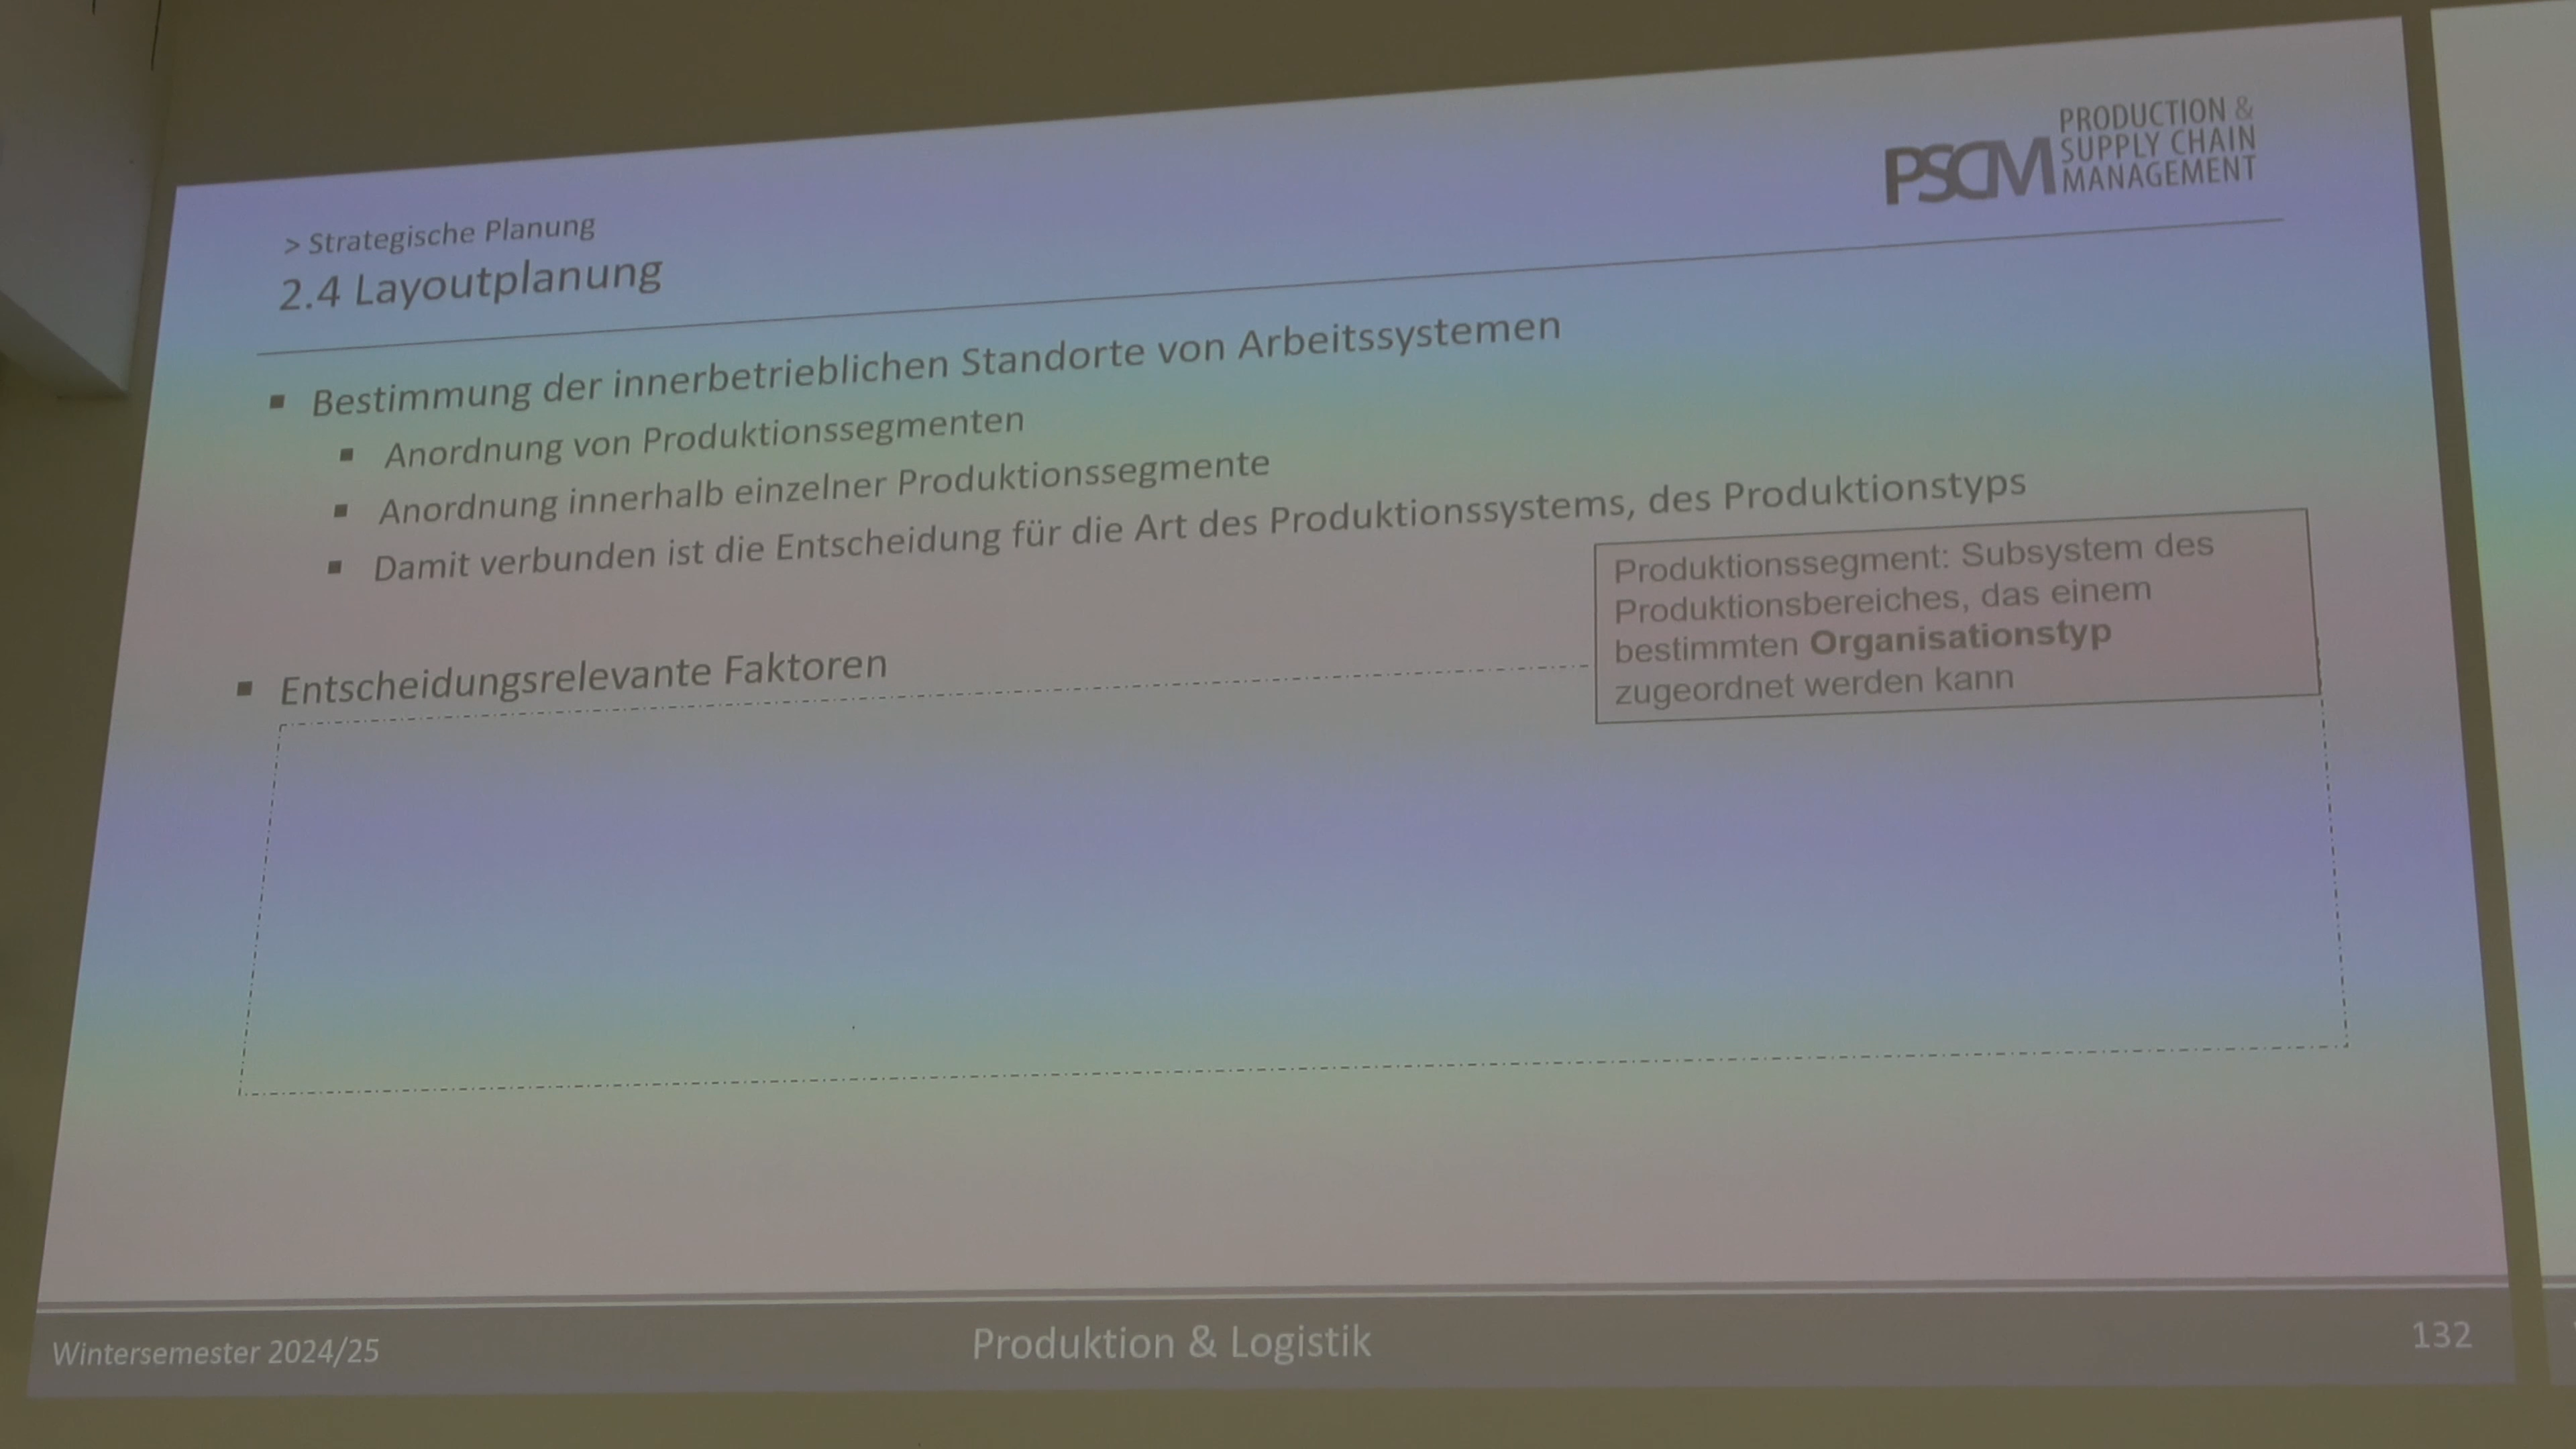 PSCM
PRODUCTION &
SUPPLY CHAIN
MANAGEMENT
> Strategische Planung
2.4 Layoutplanung
▪ Bestimmung der innerbetrieblichen Standorte von Arbeitssystemen
▪ Anordnung von Produktionssegmenten
▪ Anordnung innerhalb einzelner Produktionssegmente
▪ Damit verbunden ist die Entscheidung für die Art des Produktionssystems, des Produktionstyps
Produktionssegment: Subsystem des
Produktionsbereiches, das einem
bestimmten Organisationstyp
zugeordnet werden kann
▪ Entscheidungsrelevante Faktoren
Wintersemester 2024/25
Produktion & Logistik
132